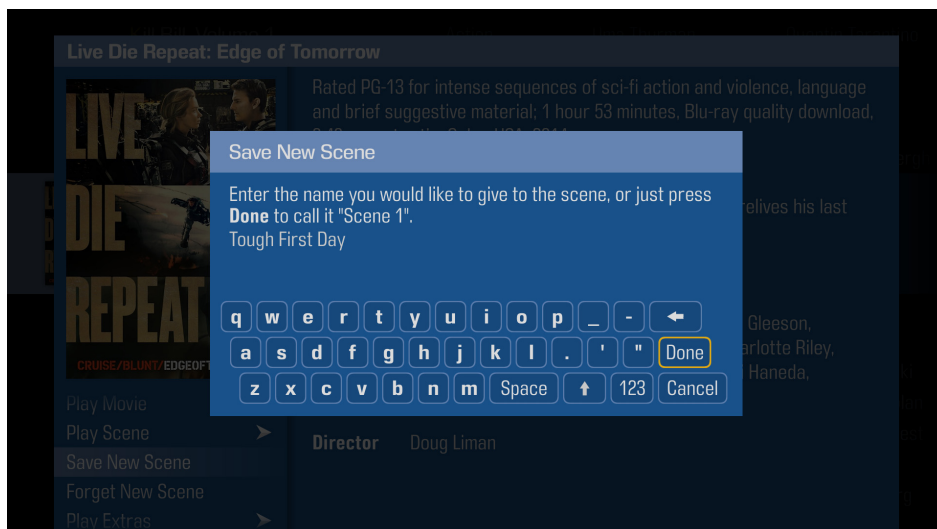 Live Die Repeat: Edge of Tomorrow
LIVE
DIE
REPEAT
CRUISE/BLUNT/EDGEOFT
Rated PG-13 for intense sequences of sci-fi action and violence, language
and brief suggestive material; 1 hour 53 minutes, Blu-ray quality download,
Save New Scene
Enter the name you would like to give to the scene, or just press
Done to call it "Scene 1".
Tough First Day
q w e r t y u i o p _ -
a s d f g h j k l . ' " Done
z x c v b n m Space 123 Cancel
relives his last
Gleeson,
arlotte Riley,
Haneda,
Director Doug Liman
Play Movie
Play Scene
Save New Scene
Forget New Scene
Play Extras